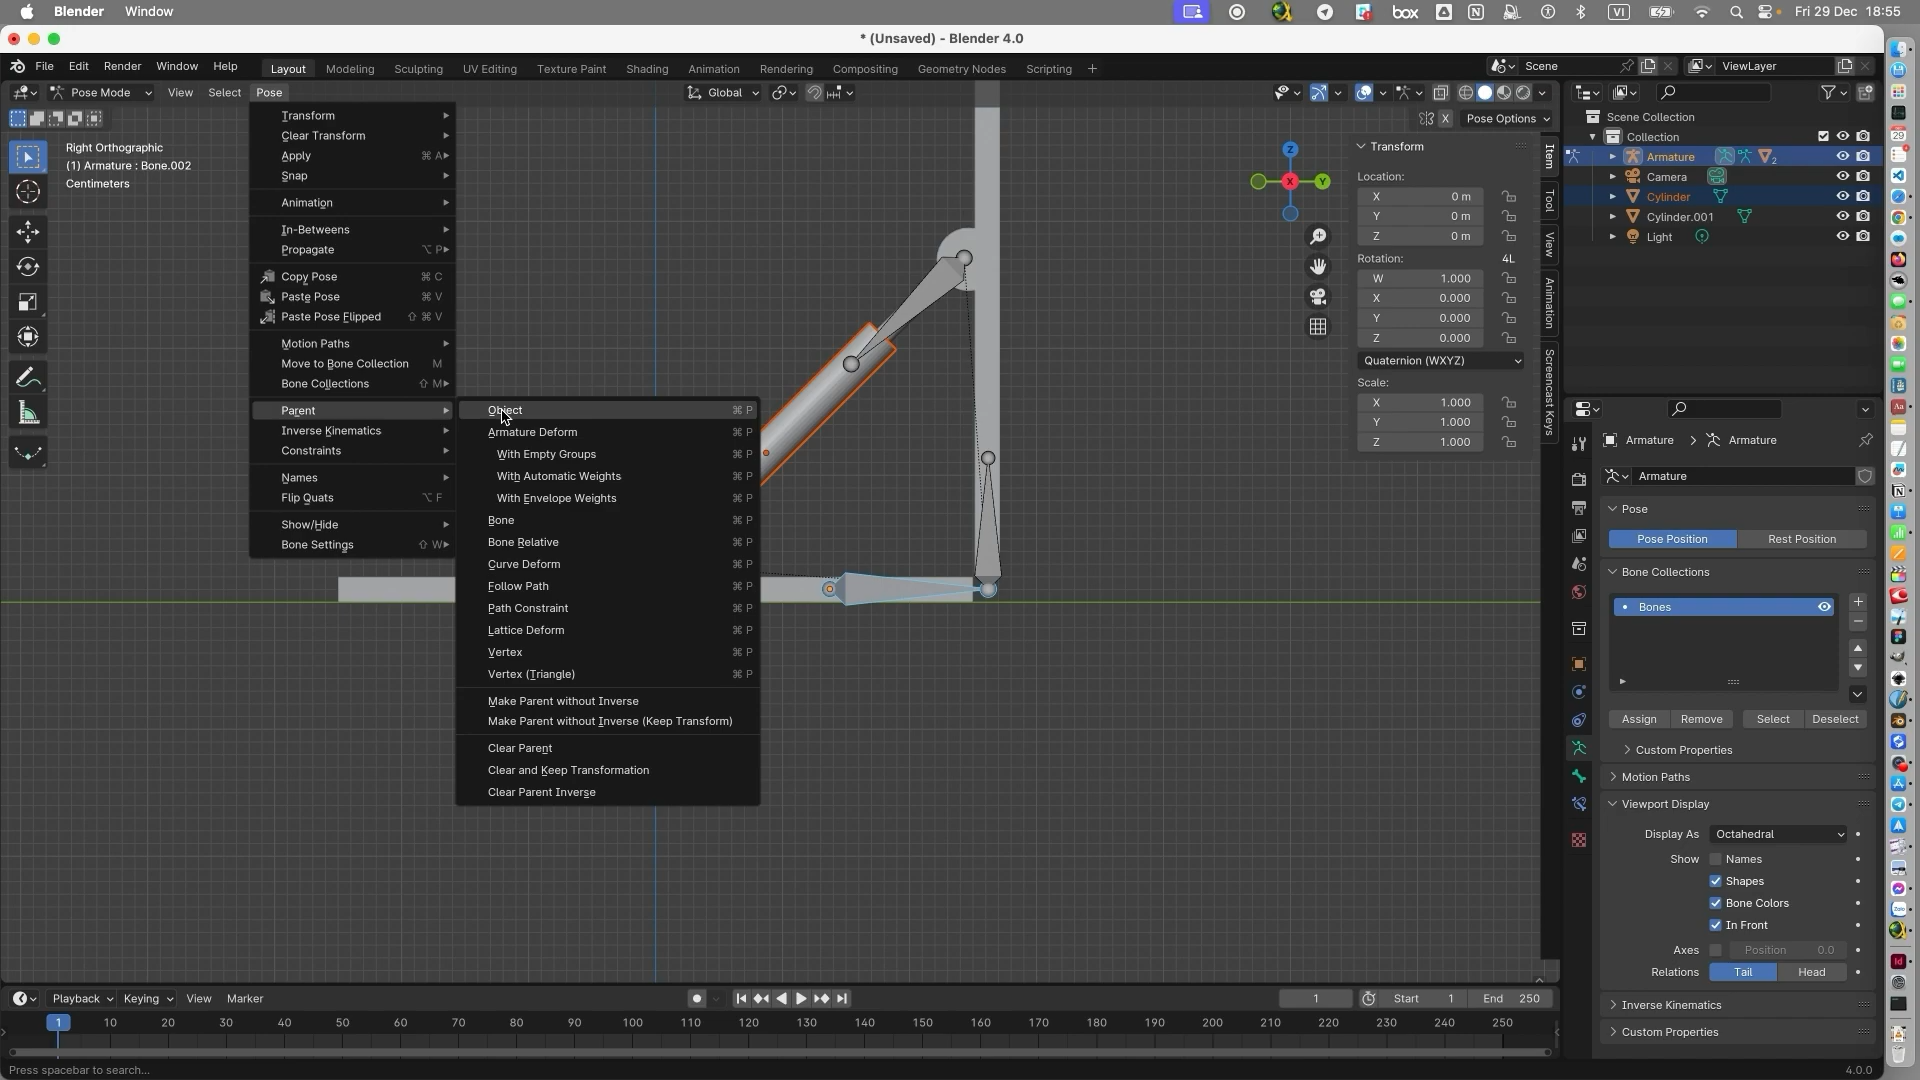 Blender Window
box N VI Fri 29 Dec 18:55
* (Unsaved) - Blender 4.0
File Edit Render Window Help Layout Modeling Sculpting UV Editing Texture Paint Shading Animation Rendering Compositing Geometry Nodes Scripting + Scene ViewLayer
Pose Mode View Select Pose Global
X Pose Options
Right Orthographic
(1) Armature : Bone.002
Centimeters
Transform
Clear Transform
Apply ⌘ A
Snap
Animation
In-Betweens
Propagate ⌥ P
Copy Pose ⌘ C
Paste Pose ⌘ V
Paste Pose Flipped ⇧ ⌘ V
Motion Paths
Move to Bone Collection M
Bone Collections ⇧ M
Parent
Inverse Kinematics
Constraints
Names
Flip Quats ⌥ F
Show/Hide
Bone Settings ⇧ W
Object ⌘ P
Armature Deform ⌘ P
With Empty Groups ⌘ P
With Automatic Weights ⌘ P
With Envelope Weights ⌘ P
Bone ⌘ P
Bone Relative ⌘ P
Curve Deform ⌘ P
Follow Path ⌘ P
Path Constraint ⌘ P
Lattice Deform ⌘ P
Vertex ⌘ P
Vertex (Triangle) ⌘ P
Make Parent without Inverse
Make Parent without Inverse (Keep Transform)
Clear Parent
Clear and Keep Transformation
Clear Parent Inverse
Z
X Y
Transform
Location:
X 0 m
Y 0 m
Z 0 m
Rotation: 4L
W 1.000
X 0.000
Y 0.000
Z 0.000
Quaternion (WXYZ)
Scale:
X 1.000
Y 1.000
Z 1.000
Item
Tool
View
Animation
Screencast Keys
Scene Collection
Collection
Armature 2
Camera
Cylinder
Cylinder.001
Light
Armature Armature
Armature
Pose
Pose Position Rest Position
Bone Collections
Bones
Assign Remove Select Deselect
Custom Properties
Motion Paths
Viewport Display
Display As Octahedral
Show Names
Shapes
Bone Colors
In Front
Axes Position 0.0
Relations Tail Head
Inverse Kinematics
Custom Properties
Playback Keying View Marker 1 Start 1 End 250
1 10 20 30 40 50 60 70 80 90 100 110 120 130 140 150 160 170 180 190 200 210 220 230 240 250
Press spacebar to search... 4.0.0